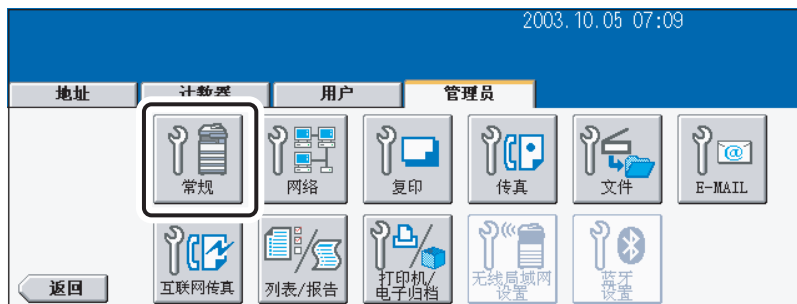 2003.10.05 07:09
地址 计数器 用户 管理员
常规 网络 复印 传真 文件 E-MAIL
互联网传真 列表/报告 打印机/电子归档 无线局域网设置 蓝牙设置
返回